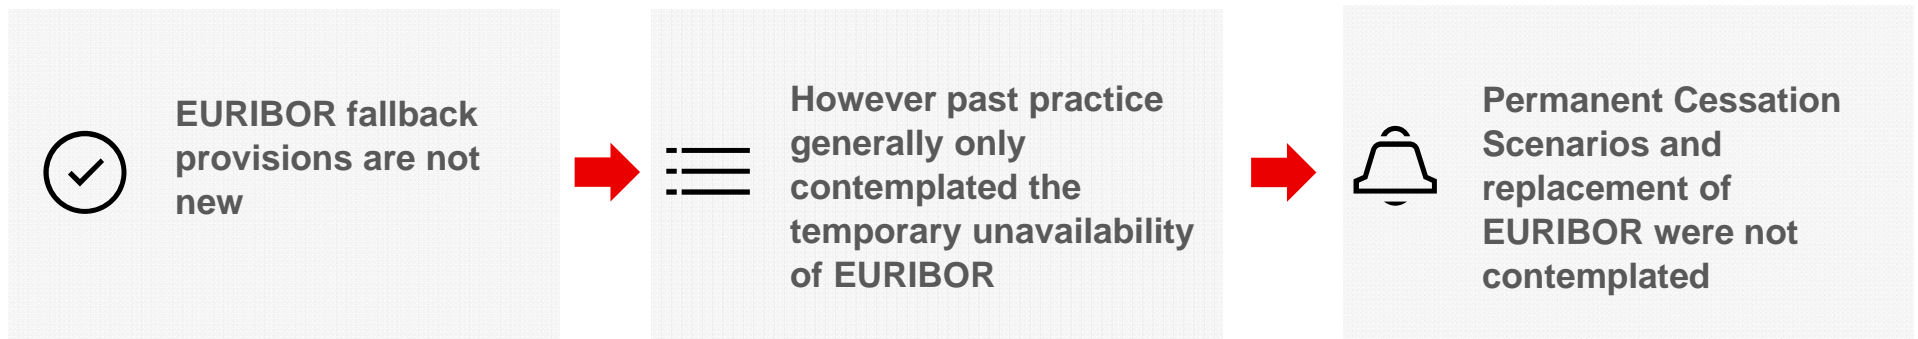 EURIBOR fallback
provisions are not
new
However past practice
generally only
contemplated the
temporary unavailability
of EURIBOR
Permanent Cessation
Scenarios and
replacement of
EURIBOR were not
contemplated